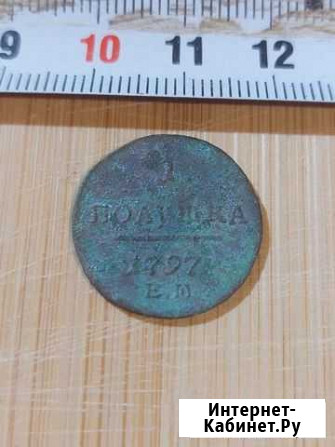 9 10 11 12
1
ПОЛУШКА
1797
Е.М
Интернет-
Кабинет.Ру